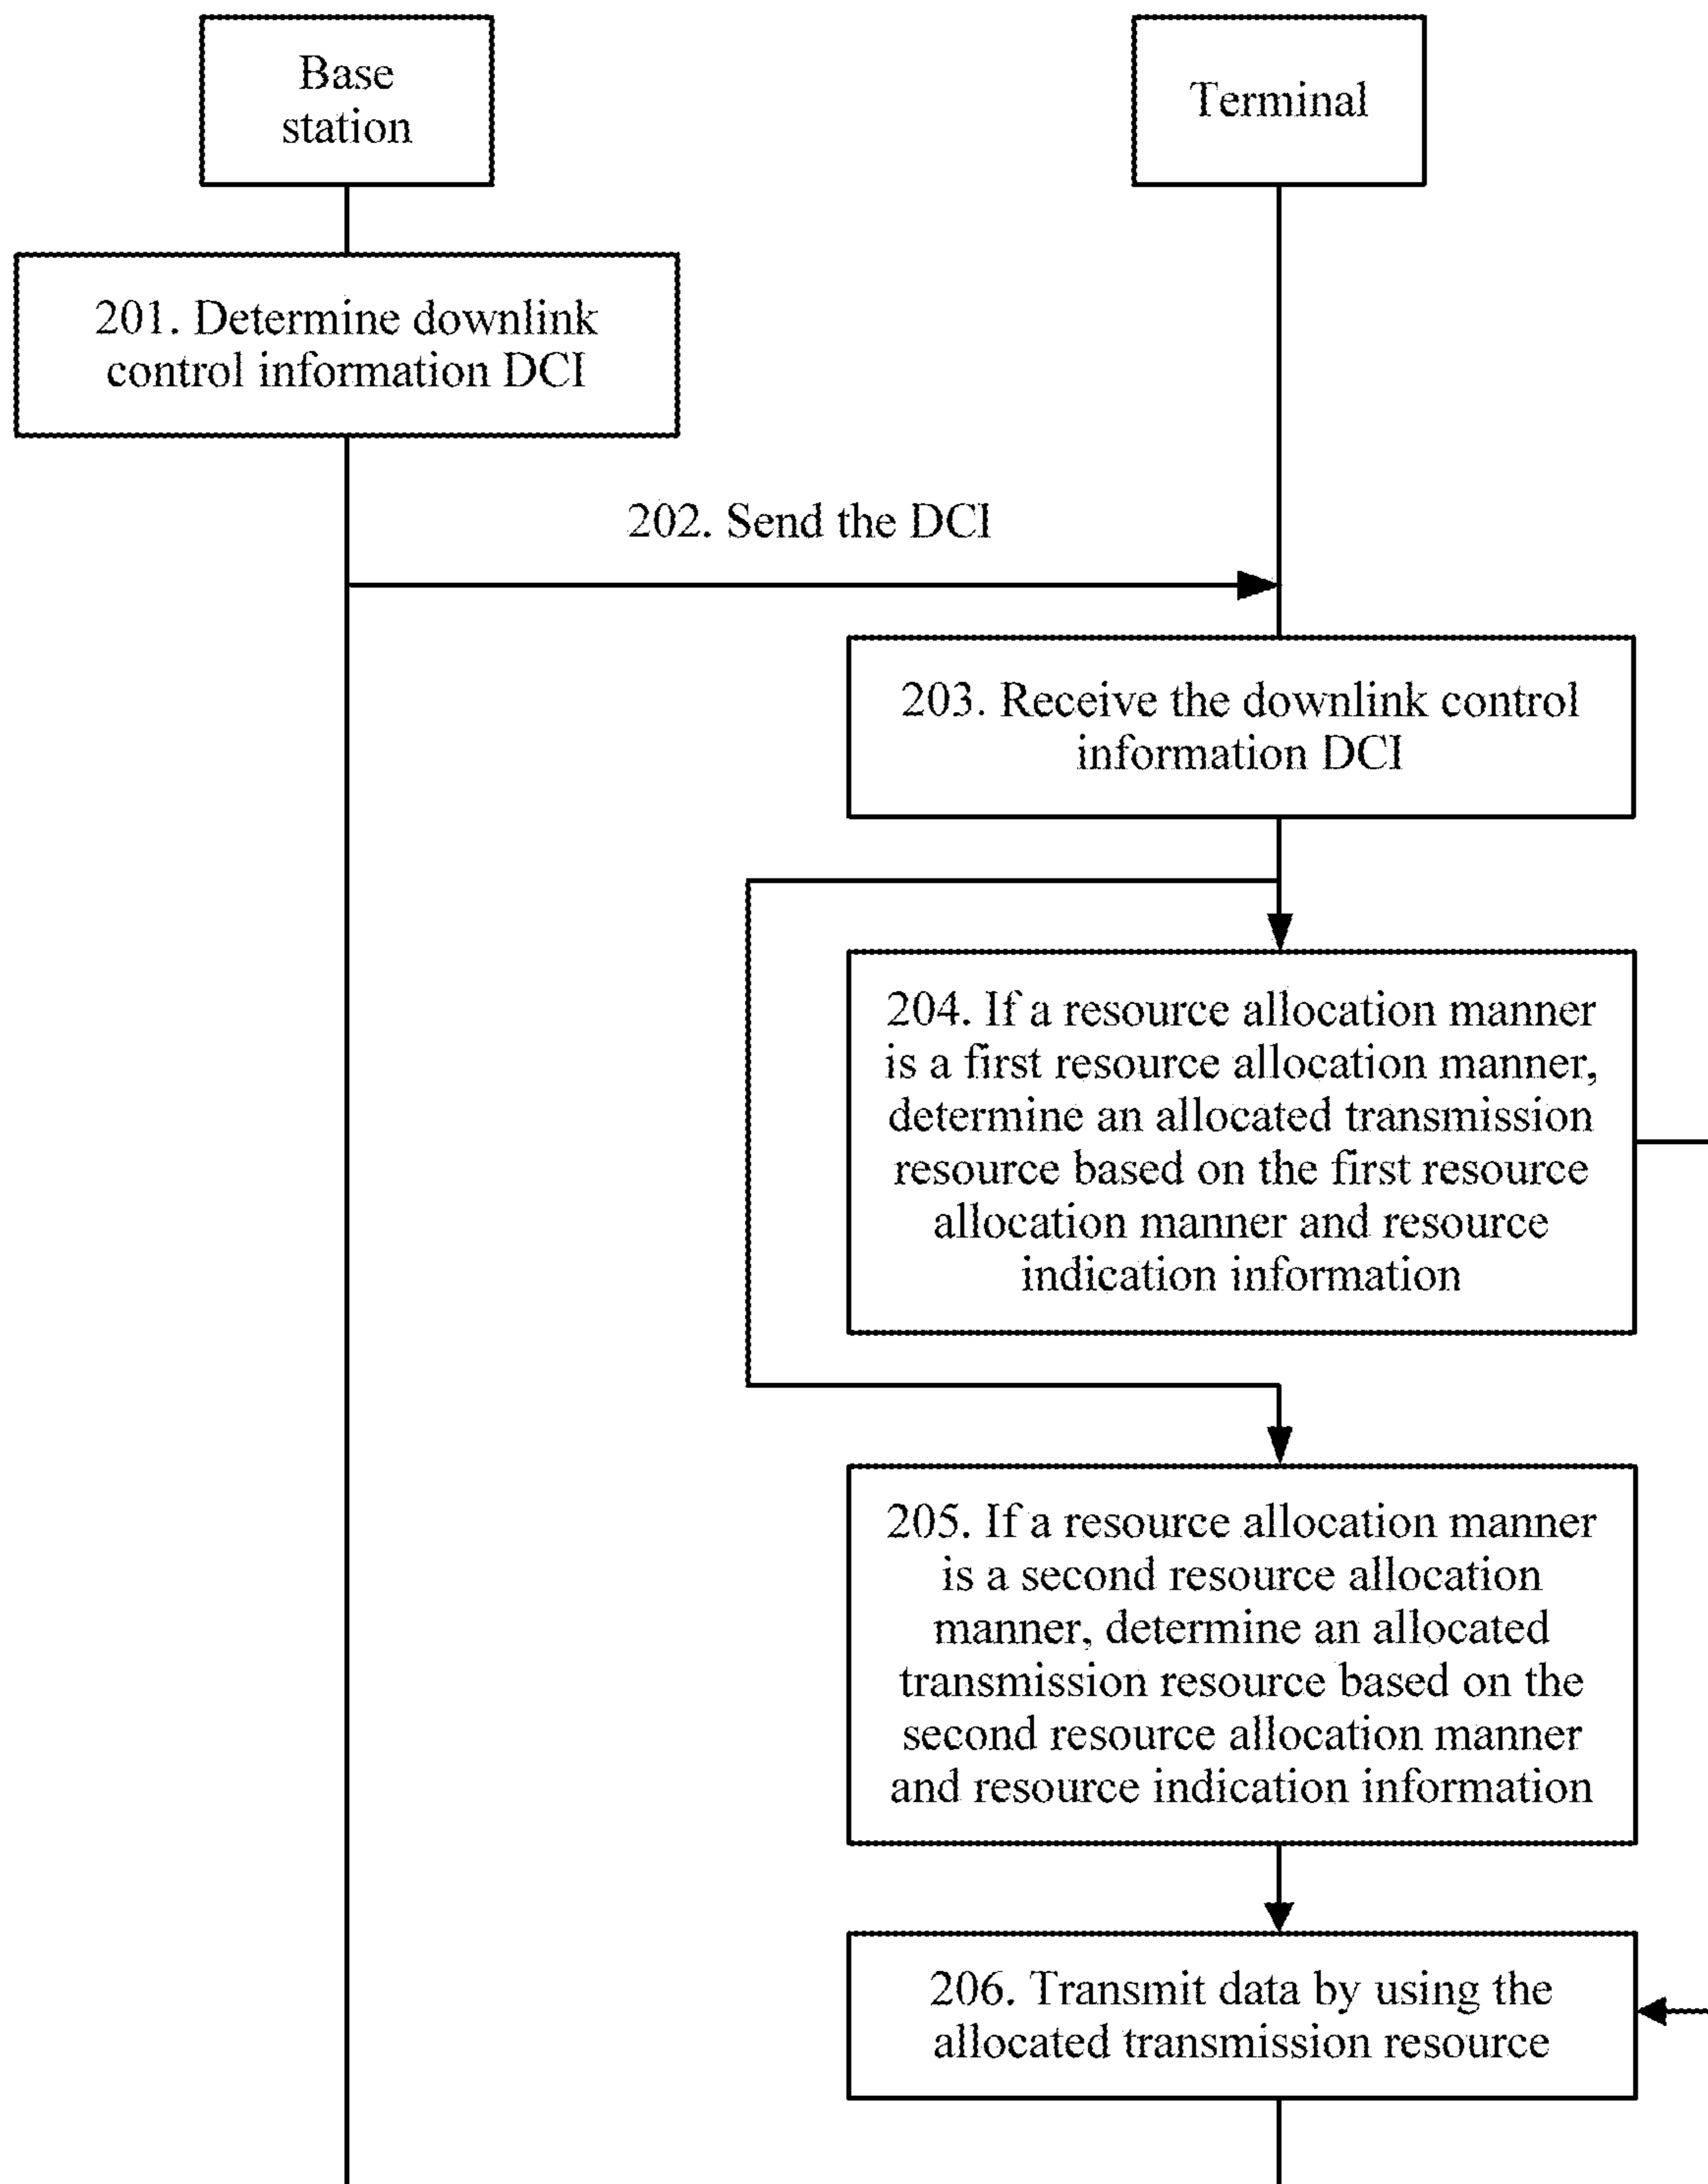 Base
station
Terminal
201. Determine downlink
control information DCI
202. Send the DCI
203. Receive the downlink control
information DCI
204. If a resource allocation manner
is a first resource allocation manner,
determine an allocated transmission
resource based on the first resource
allocation manner and resource
indication information
205. If a resource allocation manner
is a second resource allocation
manner, determine an allocated
transmission resource based on the
second resource allocation manner
and resource indication information
206. Transmit data by using the
allocated transmission resource